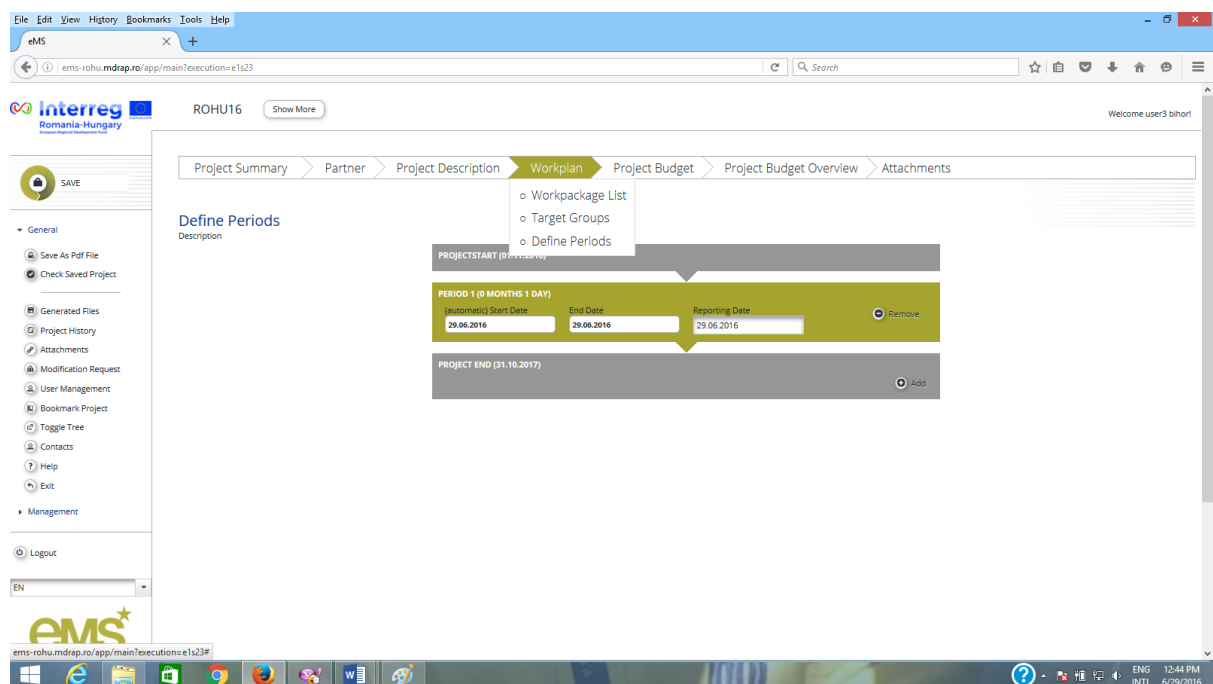 File Edit View History Bookmarks Tools Help
eMS
ems-rohu.mdrap.ro/app/main?execution=e1s23
Search
Interreg
Romania-Hungary
European Regional Development Fund
ROHU16 Show More
Welcome user3 bihor!
SAVE
Project Summary Partner Project Description Workplan Project Budget Project Budget Overview Attachments
Workpackage List
Target Groups
Define Periods
General
Save As Pdf File
Check Saved Project
Generated Files
Project History
Attachments
Modification Request
User Management
Bookmark Project
Toggle Tree
Contacts
Help
Exit
Management
Logout
EN
eMS
Define Periods
Description
PROJECTSTART
PERIOD 1 (0 MONTHS 1 DAY)
(automatic) Start Date End Date Reporting Date
29.06.2016 29.06.2016 29.06.2016
Remove
PROJECT END (31.10.2017)
Add
ems-rohu.mdrap.ro/app/main?execution=e1s23#
ENG 12:44 PM
INTL 6/29/2016